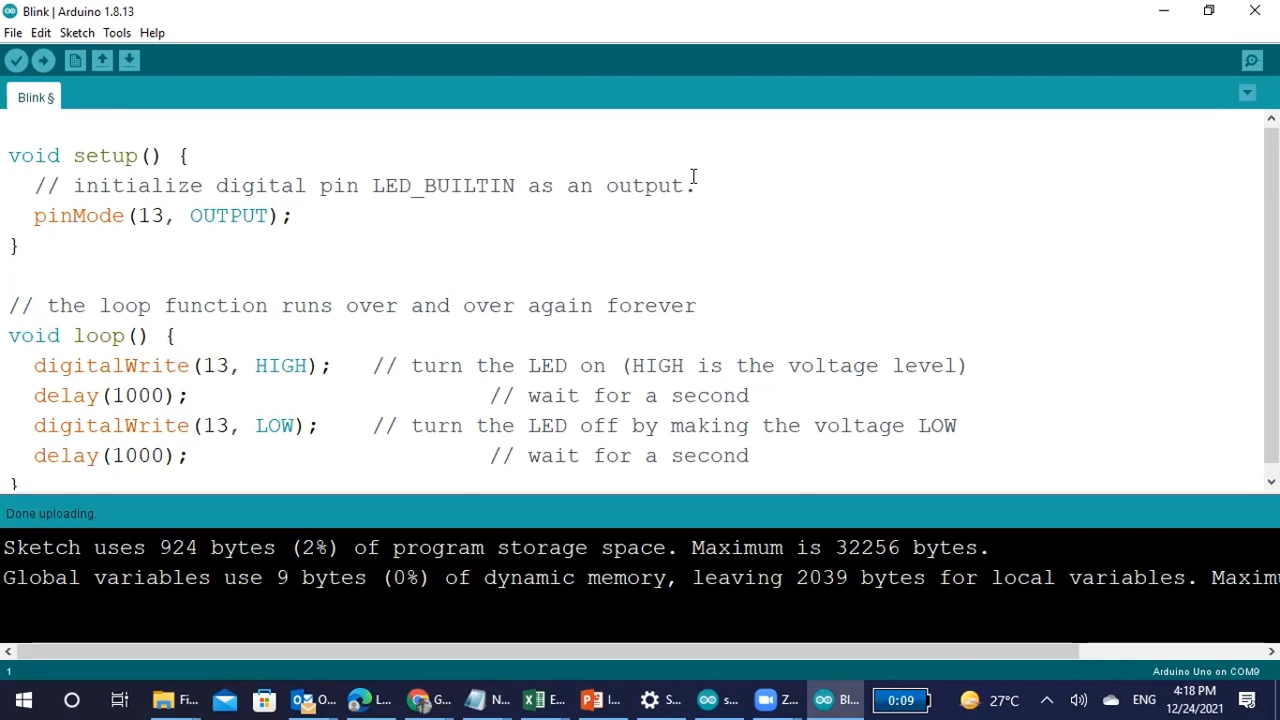 Blink | Arduino 1.8.13
File Edit Sketch Tools Help
Blink §
void setup() {
  // initialize digital pin LED_BUILTIN as an output.
  pinMode(13, OUTPUT);
}
// the loop function runs over and over again forever
void loop() {
  digitalWrite(13, HIGH);   // turn the LED on (HIGH is the voltage level)
  delay(1000);                       // wait for a second
  digitalWrite(13, LOW);    // turn the LED off by making the voltage LOW
  delay(1000);                       // wait for a second
}
Done uploading.
Sketch uses 924 bytes (2%) of program storage space. Maximum is 32256 bytes.
Global variables use 9 bytes (0%) of dynamic memory, leaving 2039 bytes for local variables. Maximu
1 Arduino Uno on COM9
Fi... O... L... G... N... E... I... S... s... Z... Bl... 0:09 27°C ENG 4:18 PM
12/24/2021